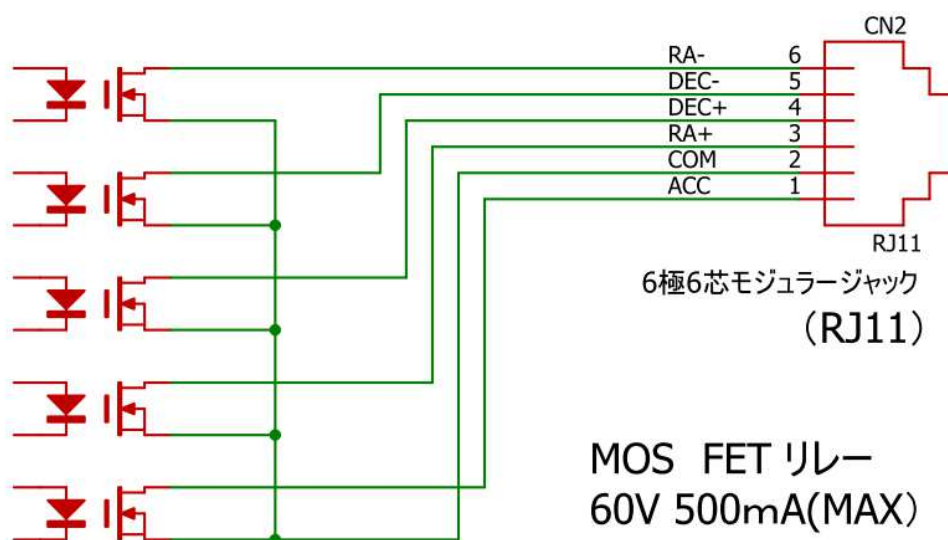 CN2
RA- 6
DEC- 5
DEC+ 4
RA+ 3
COM 2
ACC 1
RJ11
6極6芯モジュラージャック
(RJ11)
MOS FET リレー
60V 500mA(MAX)